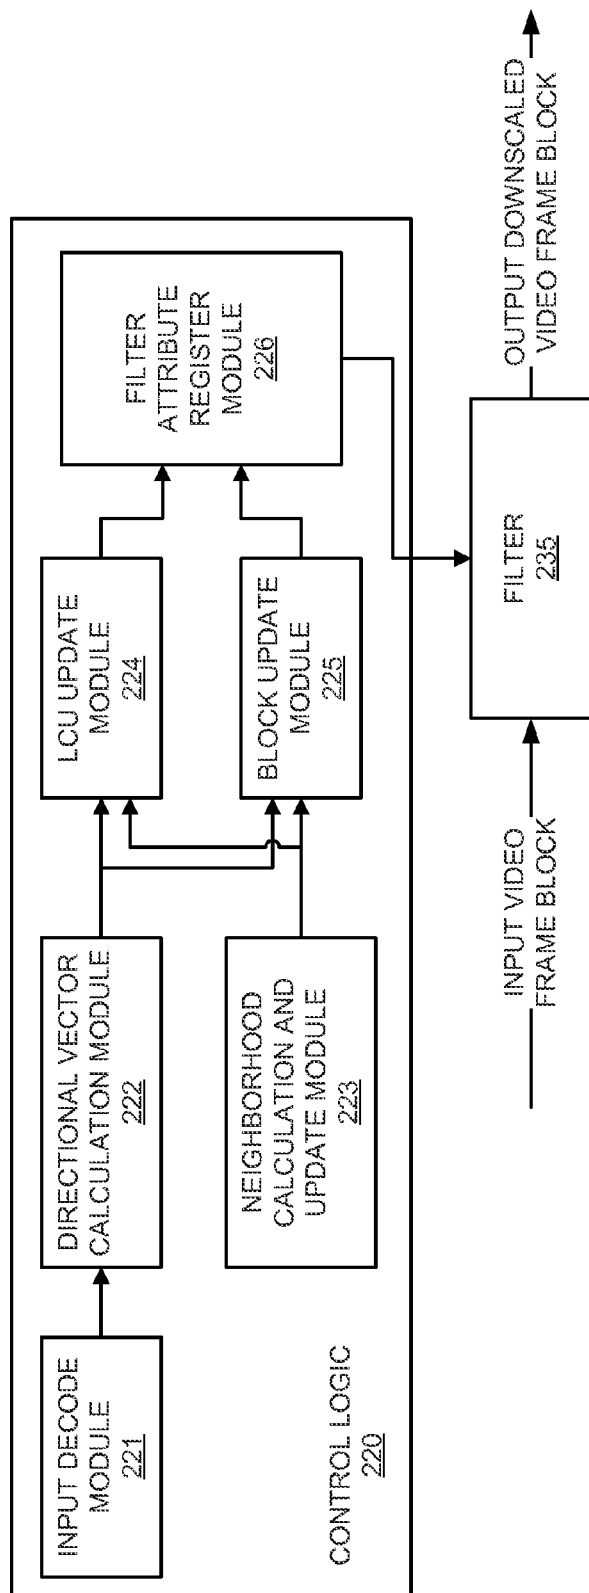 INPUT DECODE
MODULE
221
DIRECTIONAL VECTOR
CALCULATION MODULE
222
LCU UPDATE
MODULE
224
FILTER
ATTRIBUTE
REGISTER
MODULE
226
NEIGHBORHOOD
CALCULATION AND
UPDATE MODULE
223
BLOCK UPDATE
MODULE
225
CONTROL LOGIC
220
INPUT VIDEO
FRAME BLOCK
FILTER
235
OUTPUT DOWNSCALED
VIDEO FRAME BLOCK